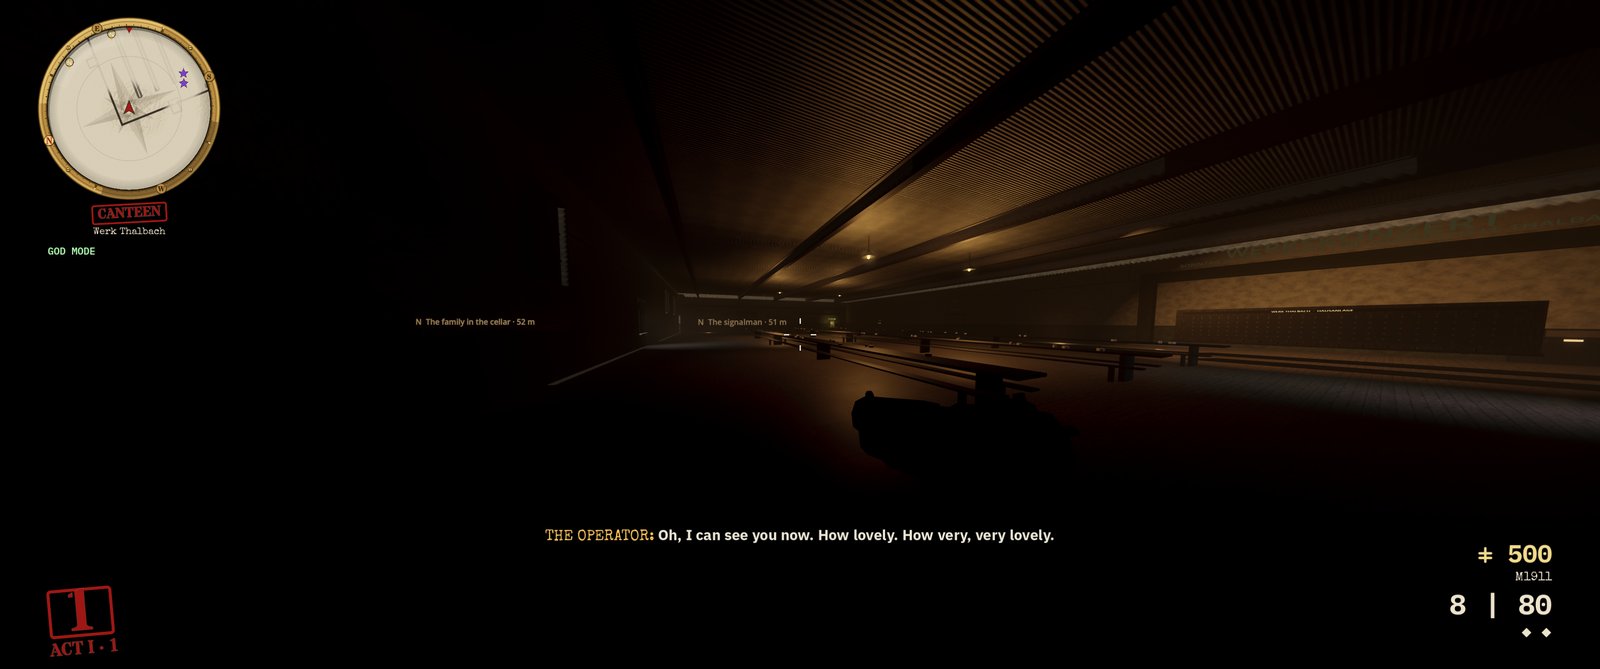 N
E
S
W
CANTEEN
Werk Thalbach
GOD MODE
N The family in the cellar · 52 m
N The signalman · 51 m
THE OPERATOR: Oh, I can see you now. How lovely. How very, very lovely.
500
M1911
8 | 80
1
ACT I · 1